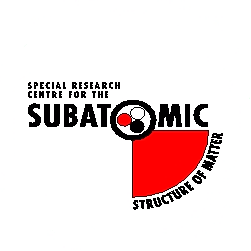 SPECIAL RESEARCH
CENTRE FOR THE
SUBATOMIC
STRUCTURE OF MATTER